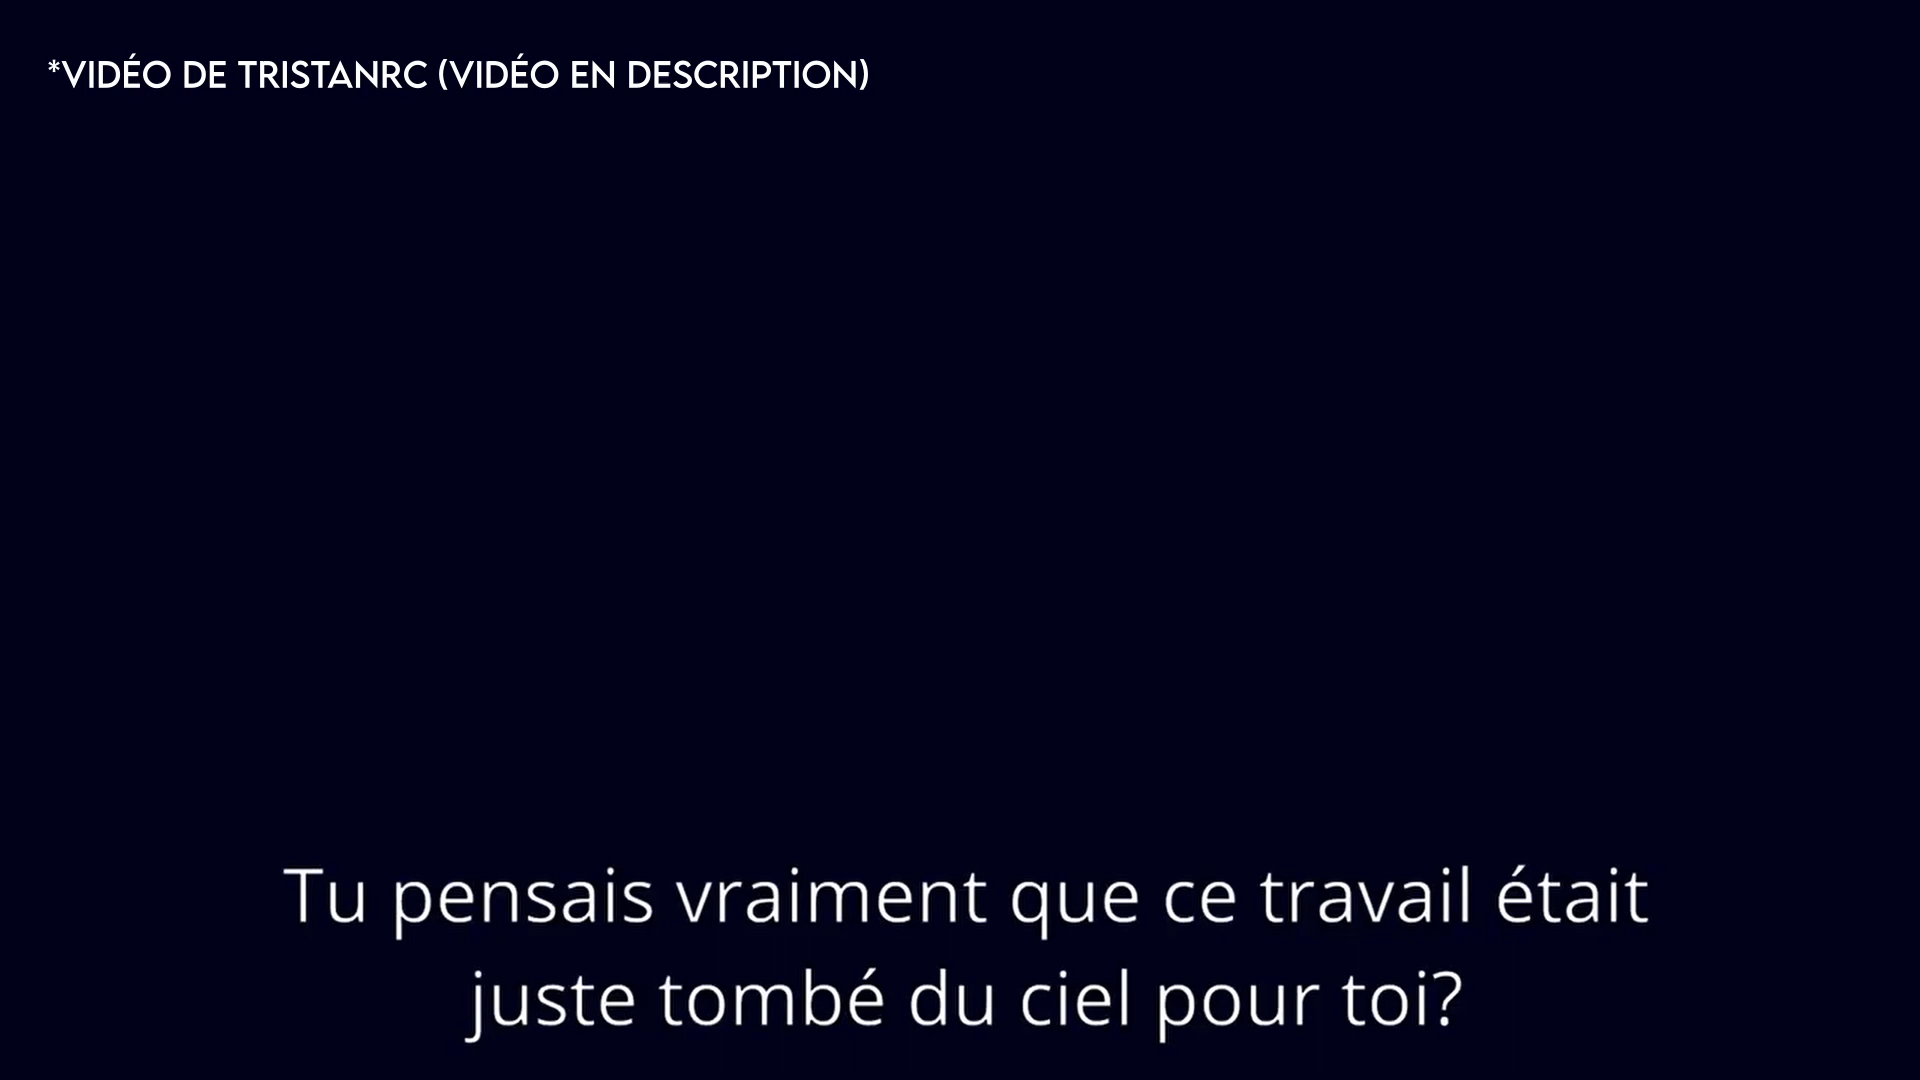 *VIDÉO DE TRISTANRC (VIDÉO EN DESCRIPTION)
Tu pensais vraiment que ce travail était
juste tombé du ciel pour toi?